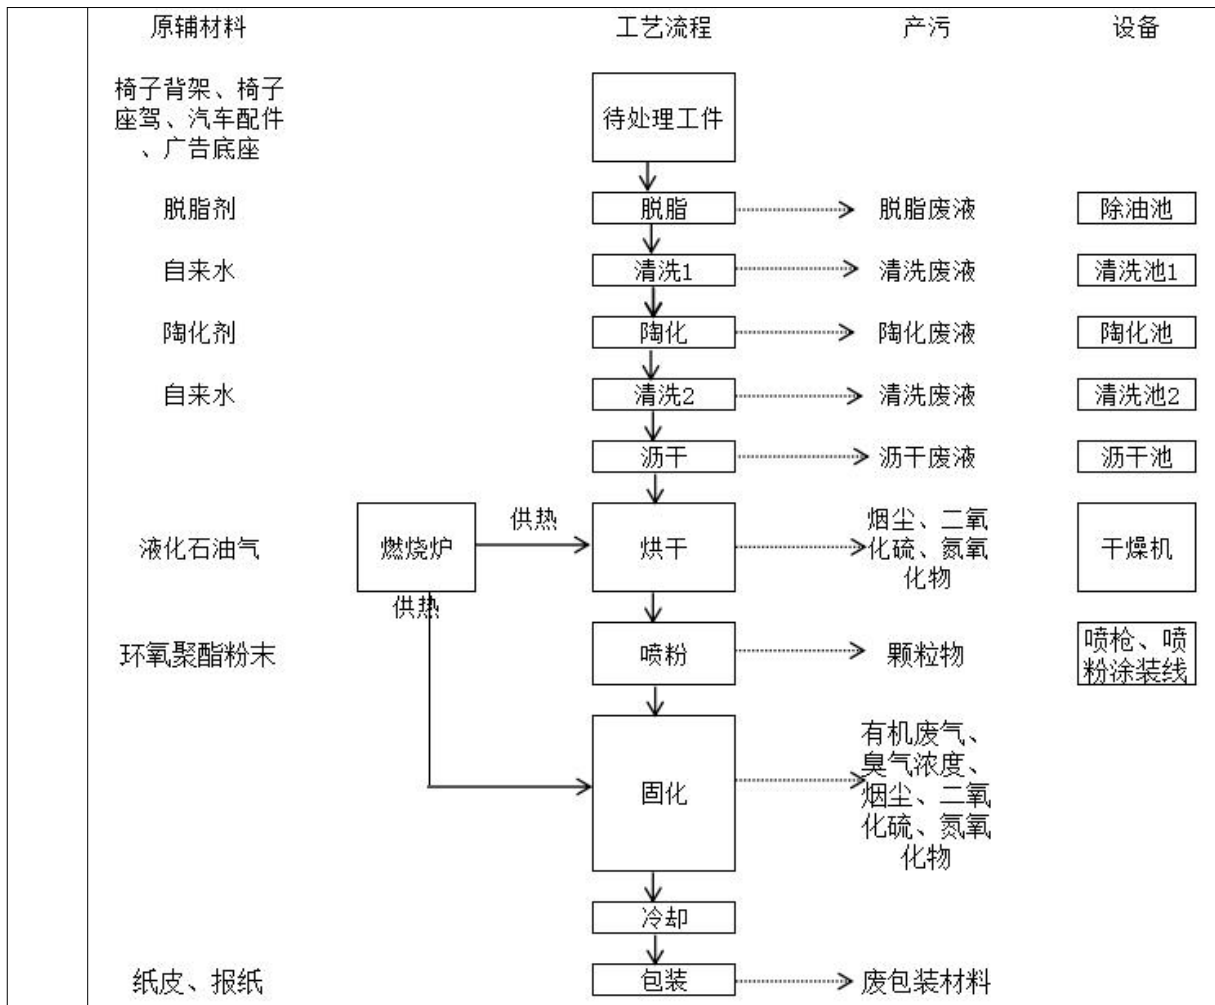 原辅材料 工艺流程 产污 设备
椅子背架、椅子
座驾、汽车配件
、广告底座
待处理工件
脱脂剂 脱脂 脱脂废液 除油池
自来水 清洗1 清洗废液 清洗池1
陶化剂 陶化 陶化废液 陶化池
自来水 清洗2 清洗废液 清洗池2
沥干 沥干废液 沥干池
液化石油气
燃烧炉
供热
供热
烘干
烟尘、二氧
化硫、氮氧
化物
干燥机
环氧聚酯粉末 喷粉 颗粒物
喷枪、喷
粉涂装线
固化
有机废气、
臭气浓度、
烟尘、二氧
化硫、氮氧
化物
冷却
纸皮、报纸 包装 废包装材料